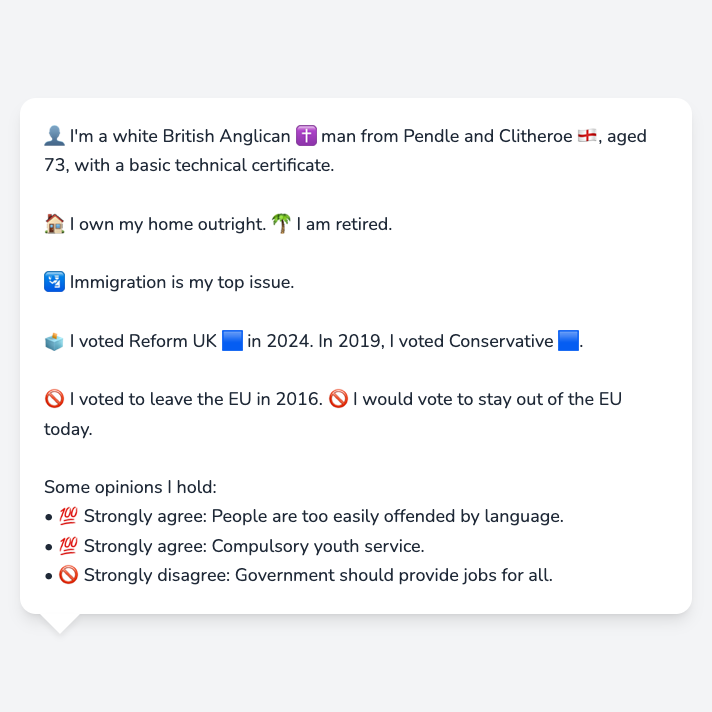 👤 I'm a white British Anglican ✝️ man from Pendle and Clitheroe 🏴󠁧󠁢󠁥󠁮󠁧󠁿, aged
73, with a basic technical certificate.
🏠 I own my home outright. 🌴 I am retired.
🛂 Immigration is my top issue.
🗳️ I voted Reform UK 🟦 in 2024. In 2019, I voted Conservative 🟦.
🚫 I voted to leave the EU in 2016. 🚫 I would vote to stay out of the EU
today.
Some opinions I hold:
• 💯 Strongly agree: People are too easily offended by language.
• 💯 Strongly agree: Compulsory youth service.
• 🚫 Strongly disagree: Government should provide jobs for all.